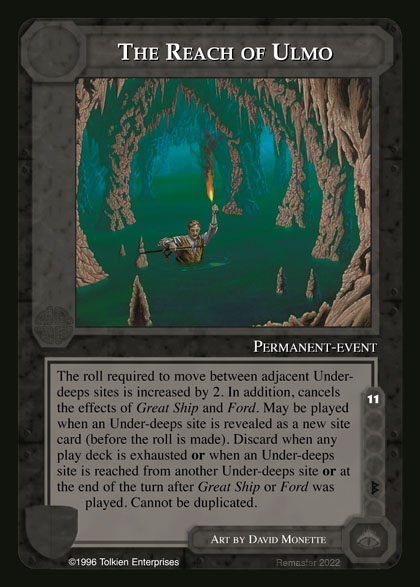 The Reach of Ulmo
Permanent-event
The roll required to move between adjacent Under-
deeps sites is increased by 2. In addition, cancels
the effects of Great Ship and Ford. May be played
when an Under-deeps site is revealed as a new site
card (before the roll is made). Discard when any
play deck is exhausted or when an Under-deeps
site is reached from another Under-deeps site or at
the end of the turn after Great Ship or Ford was
played. Cannot be duplicated.
11
Art by David Monette
©1996 Tolkien Enterprises
Remaster 2022